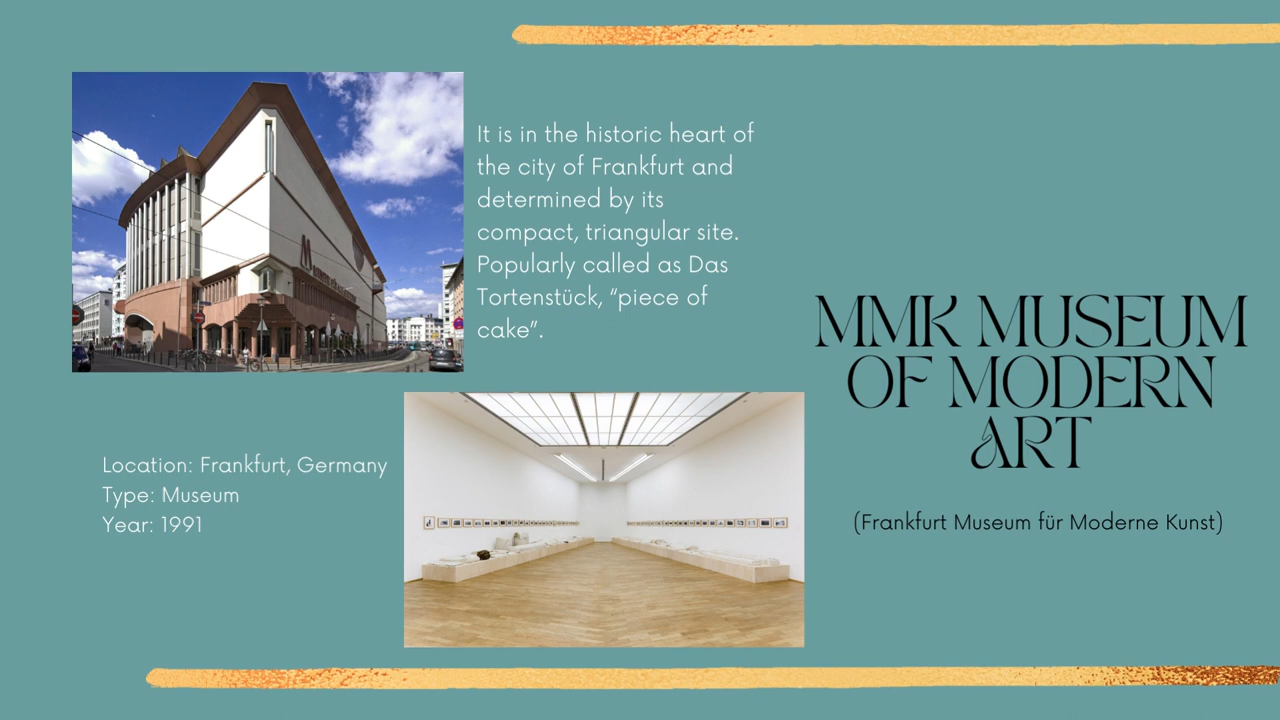 It is in the historic heart of
the city of Frankfurt and
determined by its
compact, triangular site.
Popularly called as Das
Tortenstück, “piece of
cake”.
Location: Frankfurt, Germany
Type: Museum
Year: 1991
MMK MUSEUM
OF MODERN
ART
(Frankfurt Museum für Moderne Kunst)